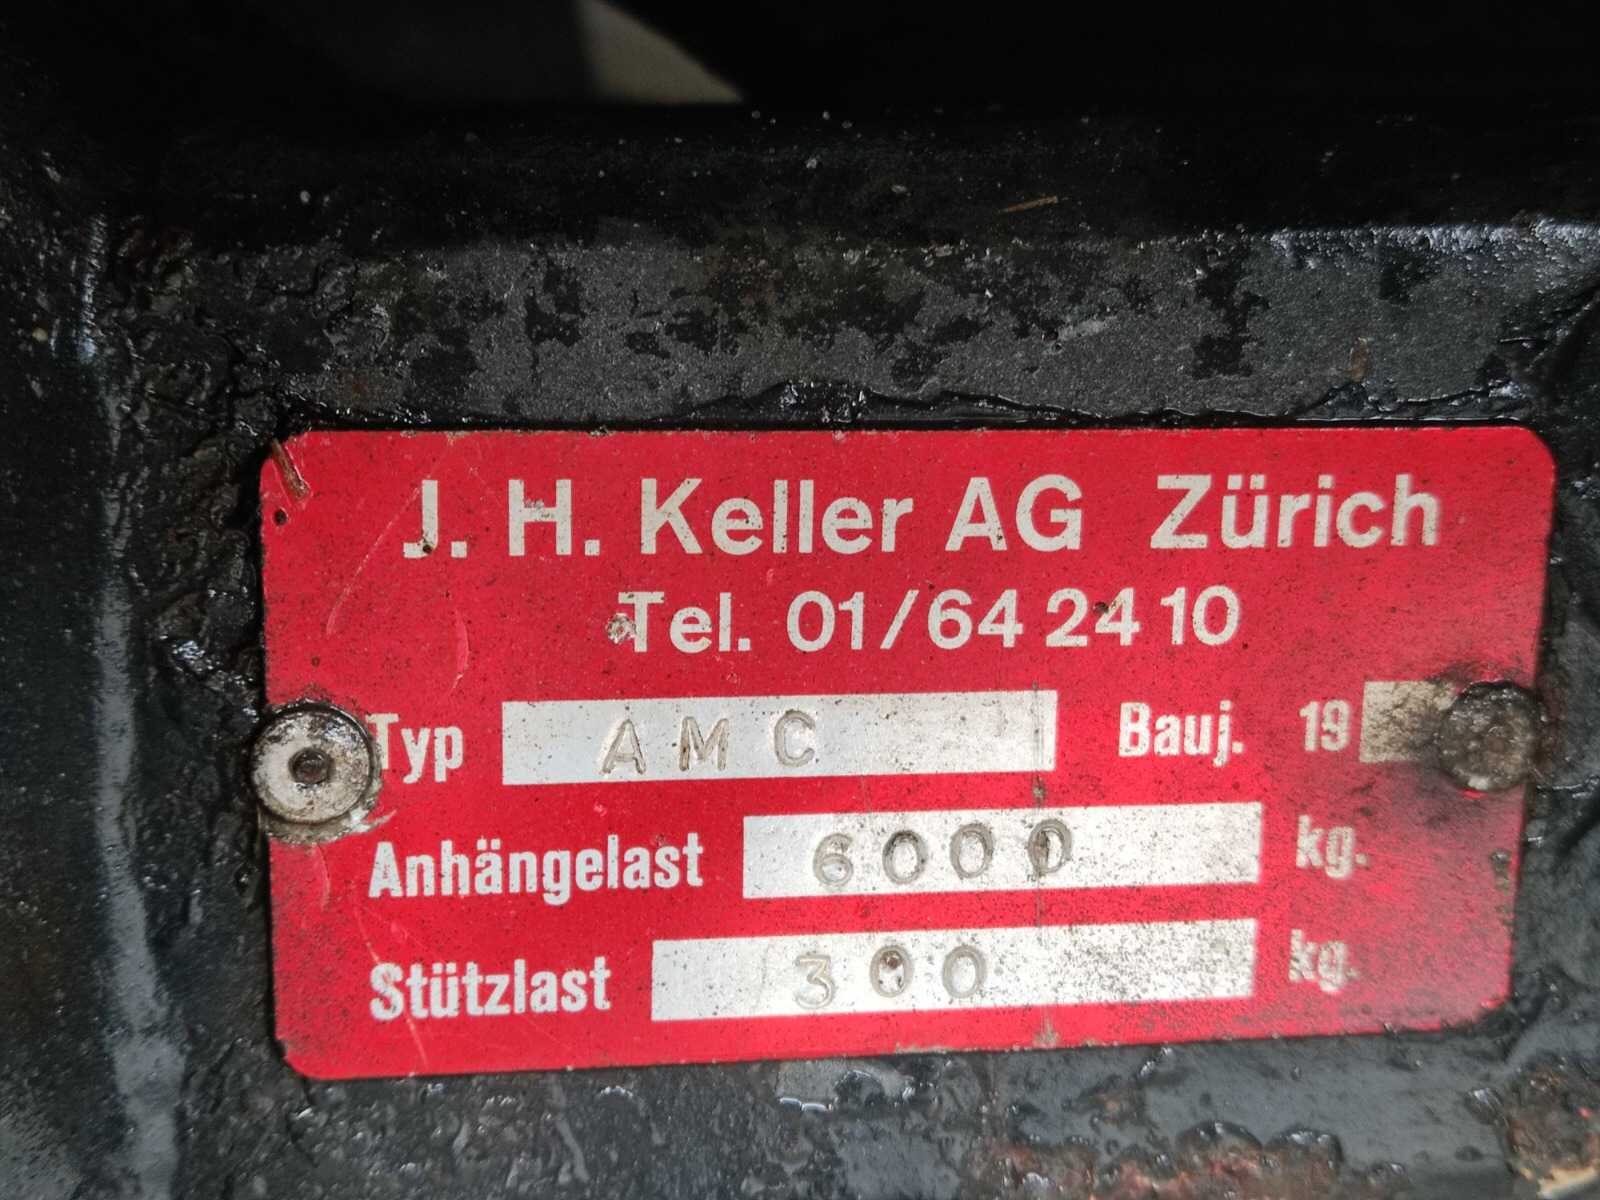 J. H. Keller AG Zürich
Tel. 01/64 24 10
Typ AMC Bauj. 19
Anhängelast 6000 kg.
Stützlast 300 kg.